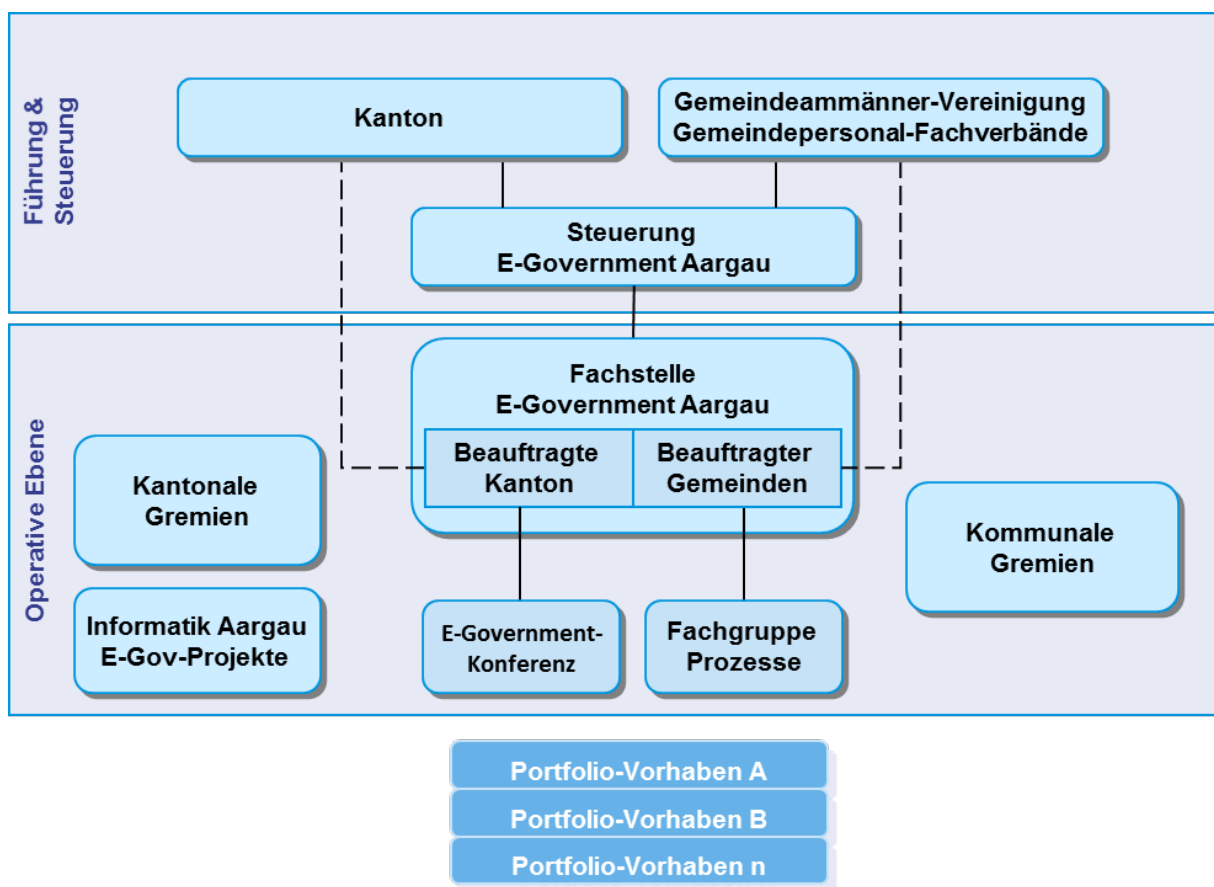 Führung &
Steuerung
Kanton
Gemeindeammänner-Vereinigung
Gemeindepersonal-Fachverbände
Steuerung
E-Government Aargau
Operative Ebene
Fachstelle
E-Government Aargau
Beauftragte
Kanton
Beauftragter
Gemeinden
Kantonale
Gremien
Kommunale
Gremien
Informatik Aargau
E-Gov-Projekte
E-Government-
Konferenz
Fachgruppe
Prozesse
Portfolio-Vorhaben A
Portfolio-Vorhaben B
Portfolio-Vorhaben n